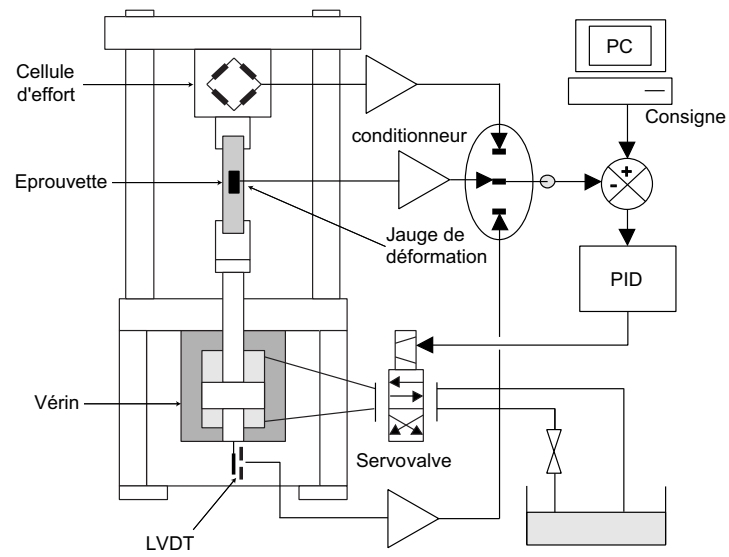 PC
Cellule
d'effort
Consigne
conditionneur
+
-
Eprouvette
Jauge de
déformation
PID
Vérin
Servovalve
LVDT